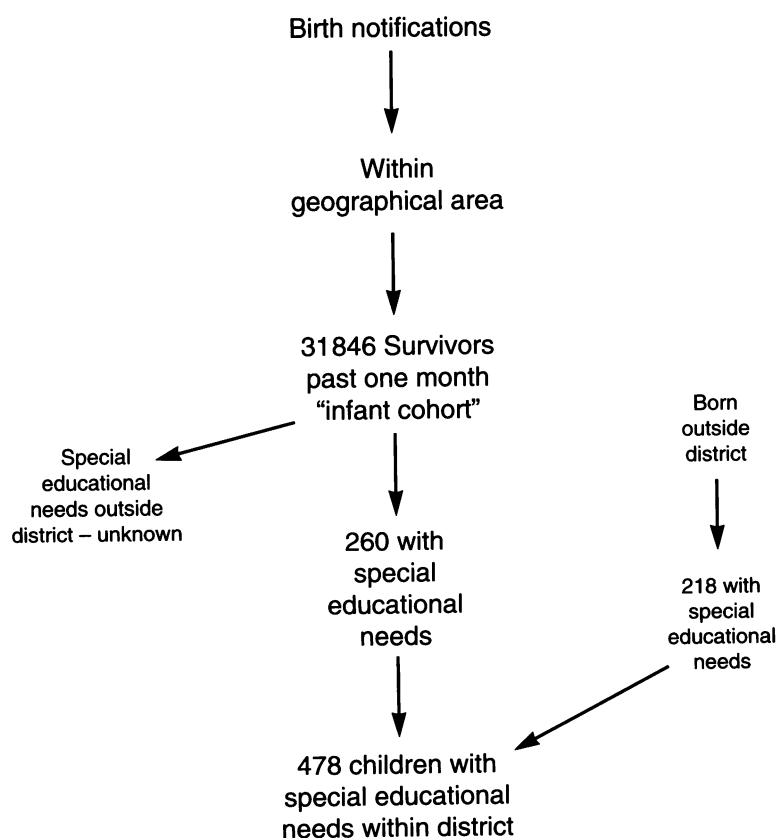 Birth notifications
Within
geographical area
31846 Survivors
past one month
“infant cohort”
Special
educational
needs outside
district – unknown
260 with
special
educational
needs
Born
outside
district
218 with
special
educational
needs
478 children with
special educational
needs within district